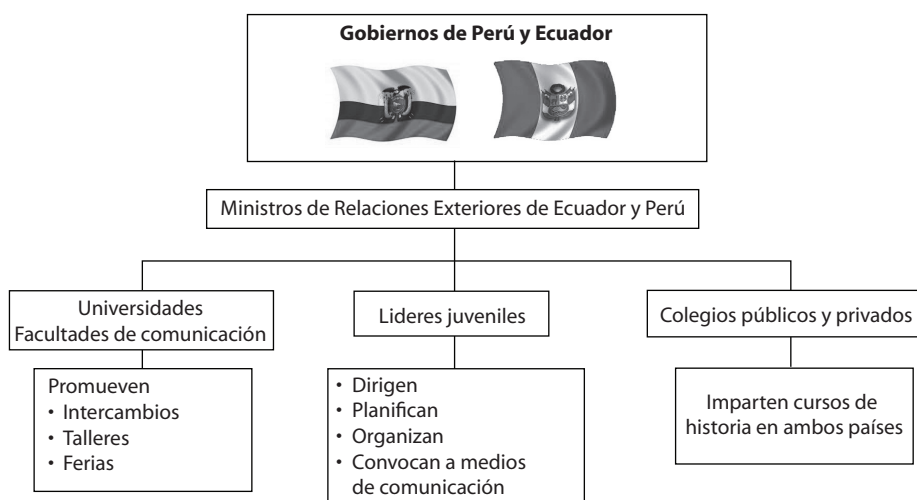 Gobiernos de Perú y Ecuador
Ministros de Relaciones Exteriores de Ecuador y Perú
Universidades
Facultades de comunicación
Lideres juveniles
Colegios públicos y privados
Promueven
• Intercambios
• Talleres
• Ferias
• Dirigen
• Planifican
• Organizan
• Convocan a medios
de comunicación
Imparten cursos de
historia en ambos países